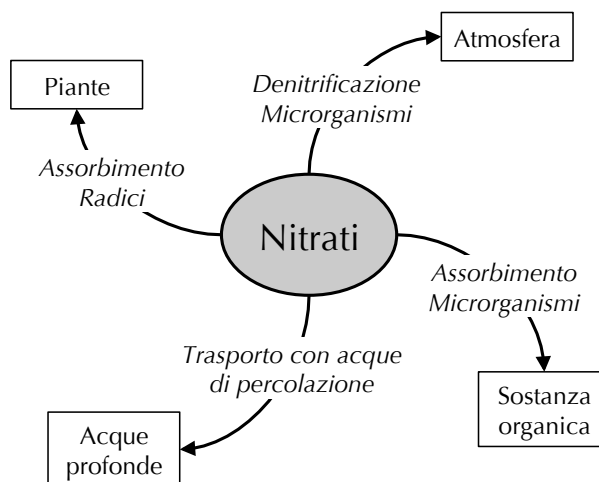 Atmosfera
Piante
Denitrificazione
Microrganismi
Assorbimento
Radici
Nitrati
Assorbimento
Microrganismi
Trasporto con acque
di percolazione
Sostanza
organica
Acque
profonde